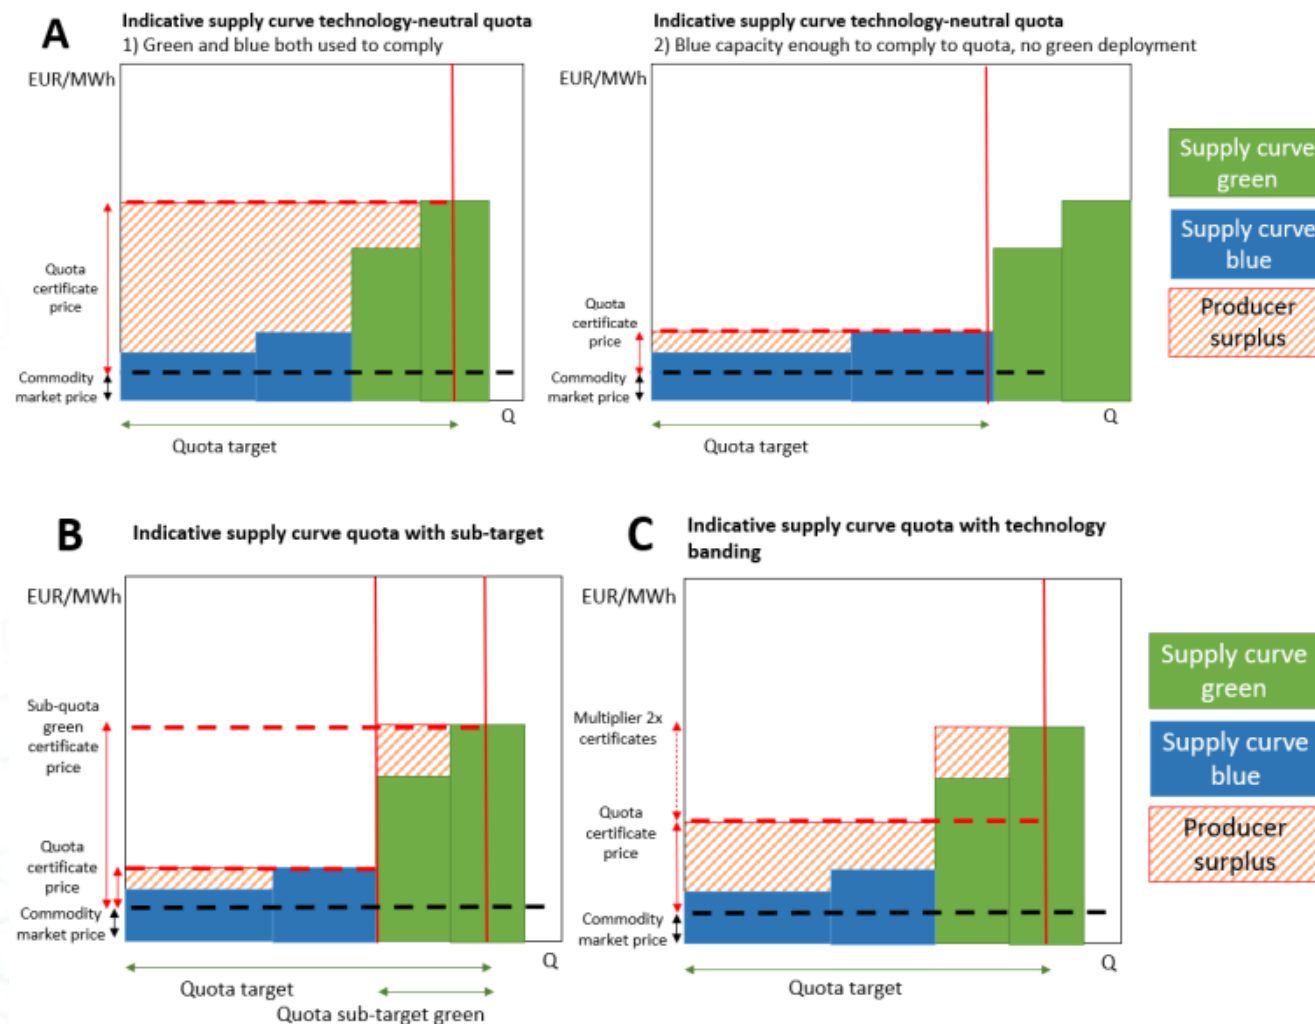 A
Indicative supply curve technology-neutral quota
1) Green and blue both used to comply
EUR/MWh
Quota
certificate
price
Commodity
market price
Q
Quota target
Indicative supply curve technology-neutral quota
2) Blue capacity enough to comply to quota, no green deployment
EUR/MWh
Quota
certificate
price
Commodity
market price
Q
Quota target
Supply curve
green
Supply curve
blue
Producer
surplus
B
Indicative supply curve quota with sub-target
EUR/MWh
Sub-quota
green
certificate
price
Quota
certificate
price
Commodity
market price
Q
Quota target
Quota sub-target green
C
Indicative supply curve quota with technology
banding
EUR/MWh
Multiplier 2x
certificates
Quota
certificate
price
Commodity
market price
Q
Quota target
Supply curve
green
Supply curve
blue
Producer
surplus